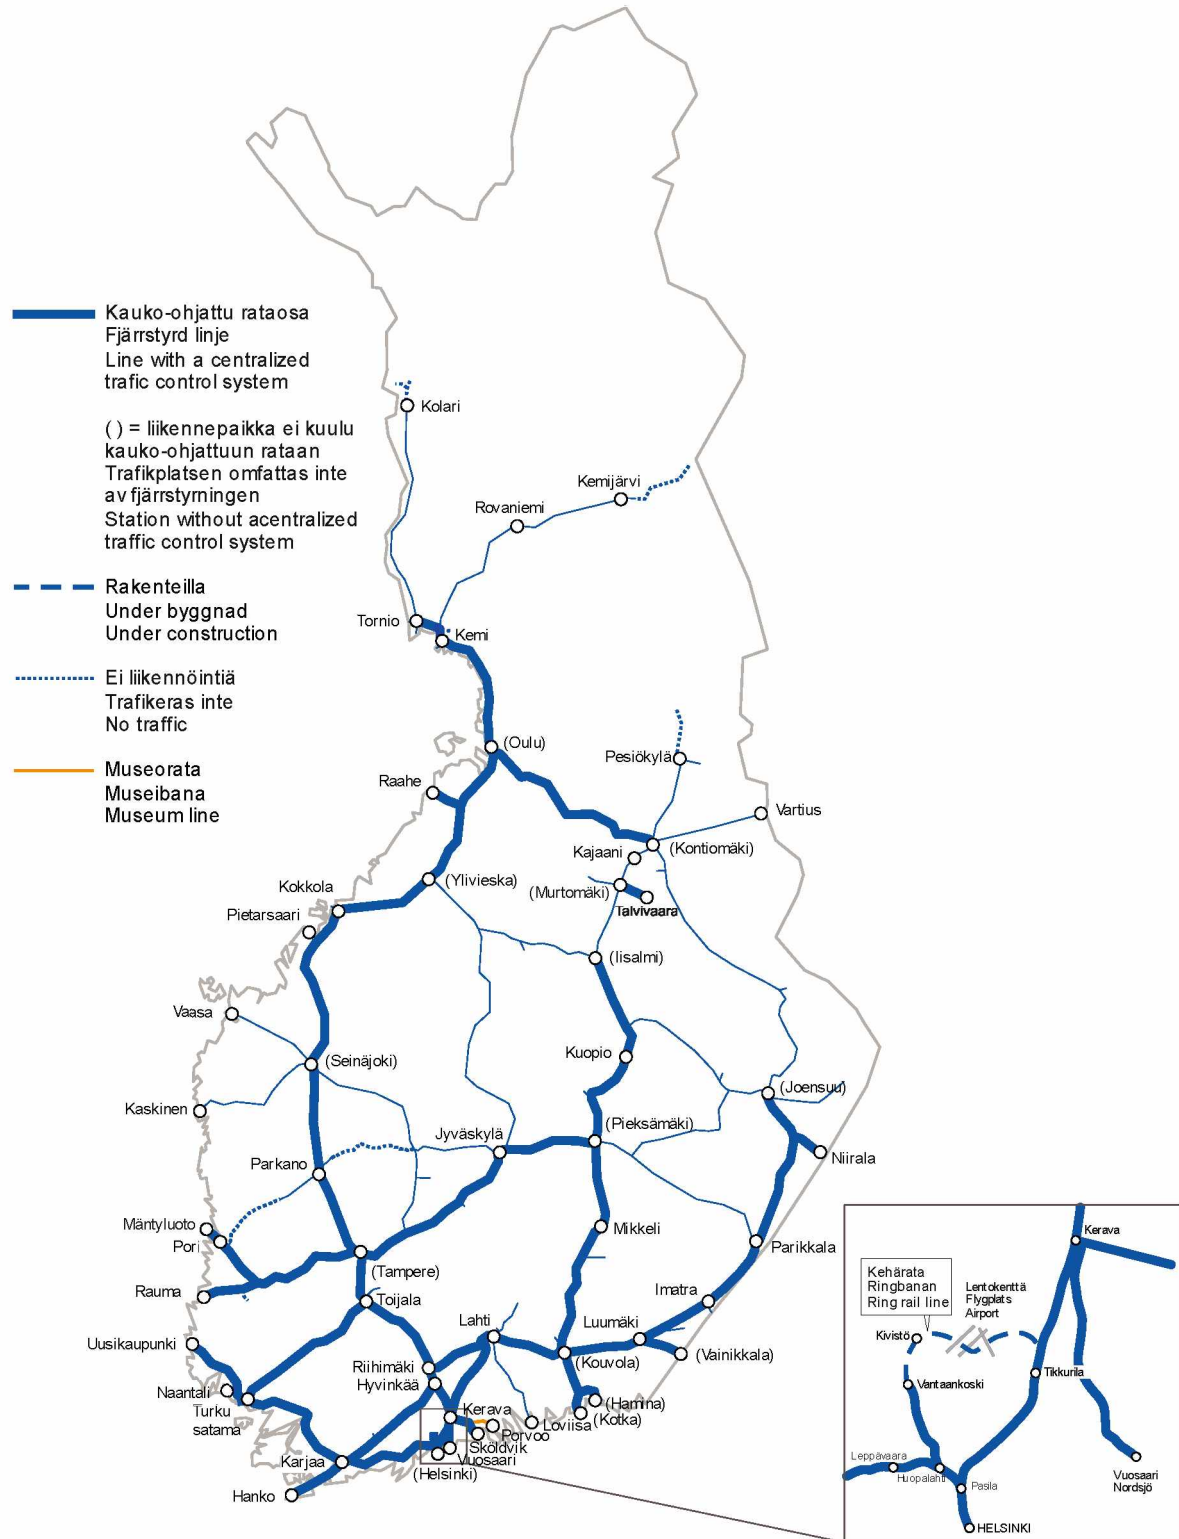 Kauko-ohjattu rataosa
Fjärrstyrd linje
Line with a centralized
trafic control system
( ) = liikennepaikka ei kuulu
kauko-ohjattuun rataan
Trafikplatsen omfattas inte
av fjärrstyrningen
Station without acentralized
traffic control system
Rakenteilla
Under byggnad
Under construction
Ei liikennöintiä
Trafikeras inte
No traffic
Museorata
Museibana
Museum line
Kolari
Kemijärvi
Rovaniemi
Tornio
Kemi
(Oulu)
Pesiökylä
Raahe
Vartius
(Kontiomäki)
Kajaani
(Ylivieska)
(Murtomäki)
Talvivaara
Kokkola
Pietarsaari
(Iisalmi)
Vaasa
Kuopio
(Seinäjoki)
(Joensuu)
Kaskinen
(Pieksämäki)
Jyväskylä
Niirala
Parkano
Mäntyluoto
Mikkeli
Pori
Parikkala
(Tampere)
Rauma
Imatra
Toijala
Lahti
Luumäki
Uusikaupunki
(Kouvola)
(Vainikkala)
Riihimäki
Hyvinkää
Naantali
Turku
satama
(Hamina)
Kerava
(Kotka)
Loviisa
Porvoo
Sköldvik
Vuosaari
(Helsinki)
Karjaa
Hanko
Kerava
Kehärata
Ringbanan
Ring rail line
Lentokenttä
Flygplats
Airport
Kivistö
Tikkurila
Vantaankoski
Leppävaara
Huopalahti
Pasila
Vuosaari
Nordsjö
HELSINKI